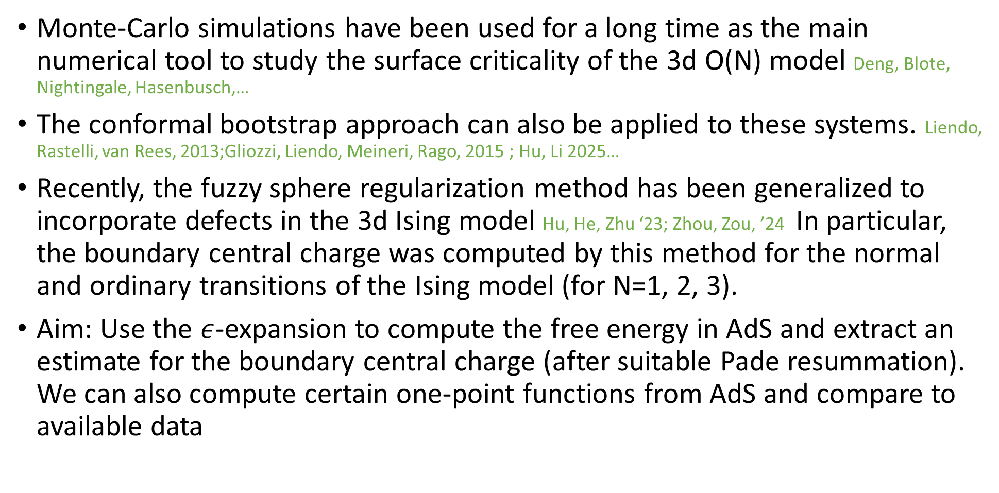 • Monte-Carlo simulations have been used for a long time as the main
numerical tool to study the surface criticality of the 3d O(N) model Deng, Blote,
Nightingale, Hasenbusch,…
• The conformal bootstrap approach can also be applied to these systems. Liendo,
Rastelli, van Rees, 2013;Gliozzi, Liendo, Meineri, Rago, 2015 ; Hu, Li 2025…
• Recently, the fuzzy sphere regularization method has been generalized to
incorporate defects in the 3d Ising model Hu, He, Zhu ‘23; Zhou, Zou, ’24 In particular,
the boundary central charge was computed by this method for the normal
and ordinary transitions of the Ising model (for N=1, 2, 3).
• Aim: Use the ϵ-expansion to compute the free energy in AdS and extract an
estimate for the boundary central charge (after suitable Pade resummation).
We can also compute certain one-point functions from AdS and compare to
available data